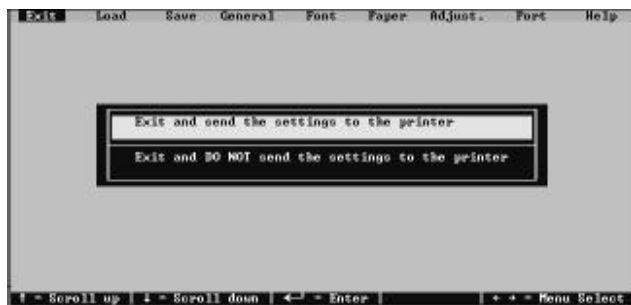 Exit Load Save General Font Paper Adjust. Port Help
Exit and send the settings to the printer
Exit and DO NOT send the settings to the printer
↑ = Scroll up | ↓ = Scroll down | ←┘ = Enter | ← → = Menu Select